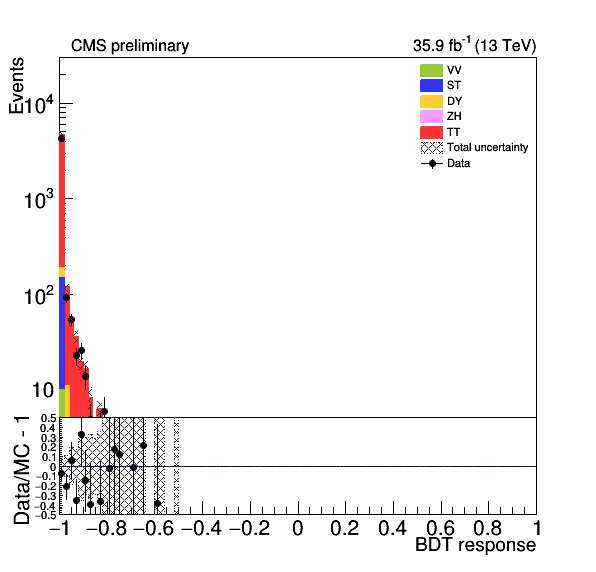 CMS preliminary 35.9 fb⁻¹ (13 TeV)
Events
10⁴
10³
10²
10
VV
ST
DY
ZH
TT
Total uncertainty
Data
Data/MC - 1
0.5
0.4
0.3
0.2
0.1
0
−0.1
−0.2
−0.3
−0.4
−0.5
−1 −0.8 −0.6 −0.4 −0.2 0 0.2 0.4 0.6 0.8 1
BDT response